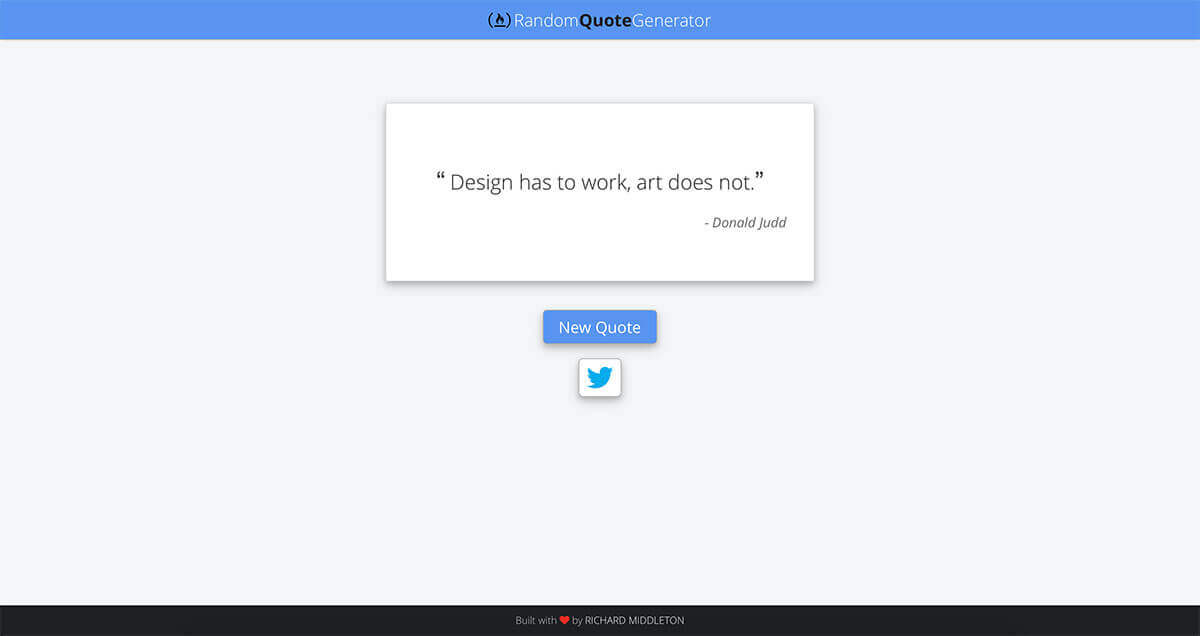 RandomQuoteGenerator
“ Design has to work, art does not.”
- Donald Judd
New Quote
Built with ❤ by RICHARD MIDDLETON